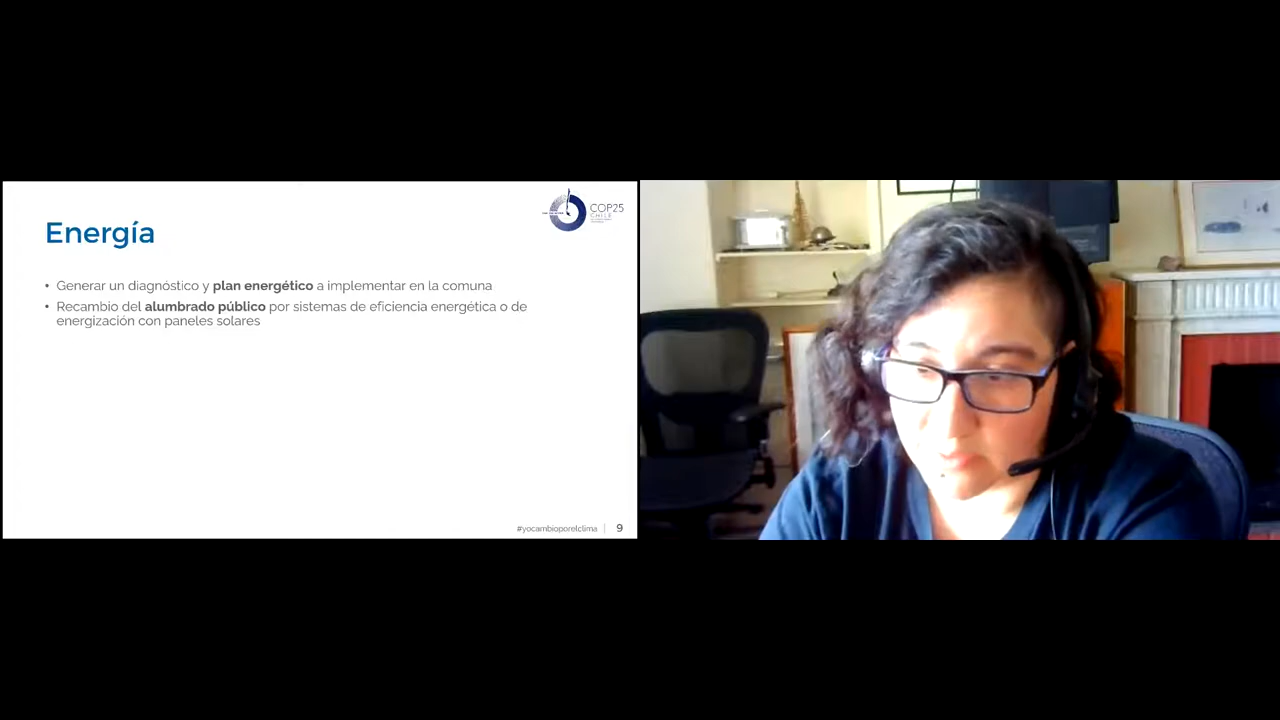 Energía
COP25
CHILE
• Generar un diagnóstico y plan energético a implementar en la comuna
• Recambio del alumbrado público por sistemas de eficiencia energética o de
energización con paneles solares
#yocambioporelclima | 9